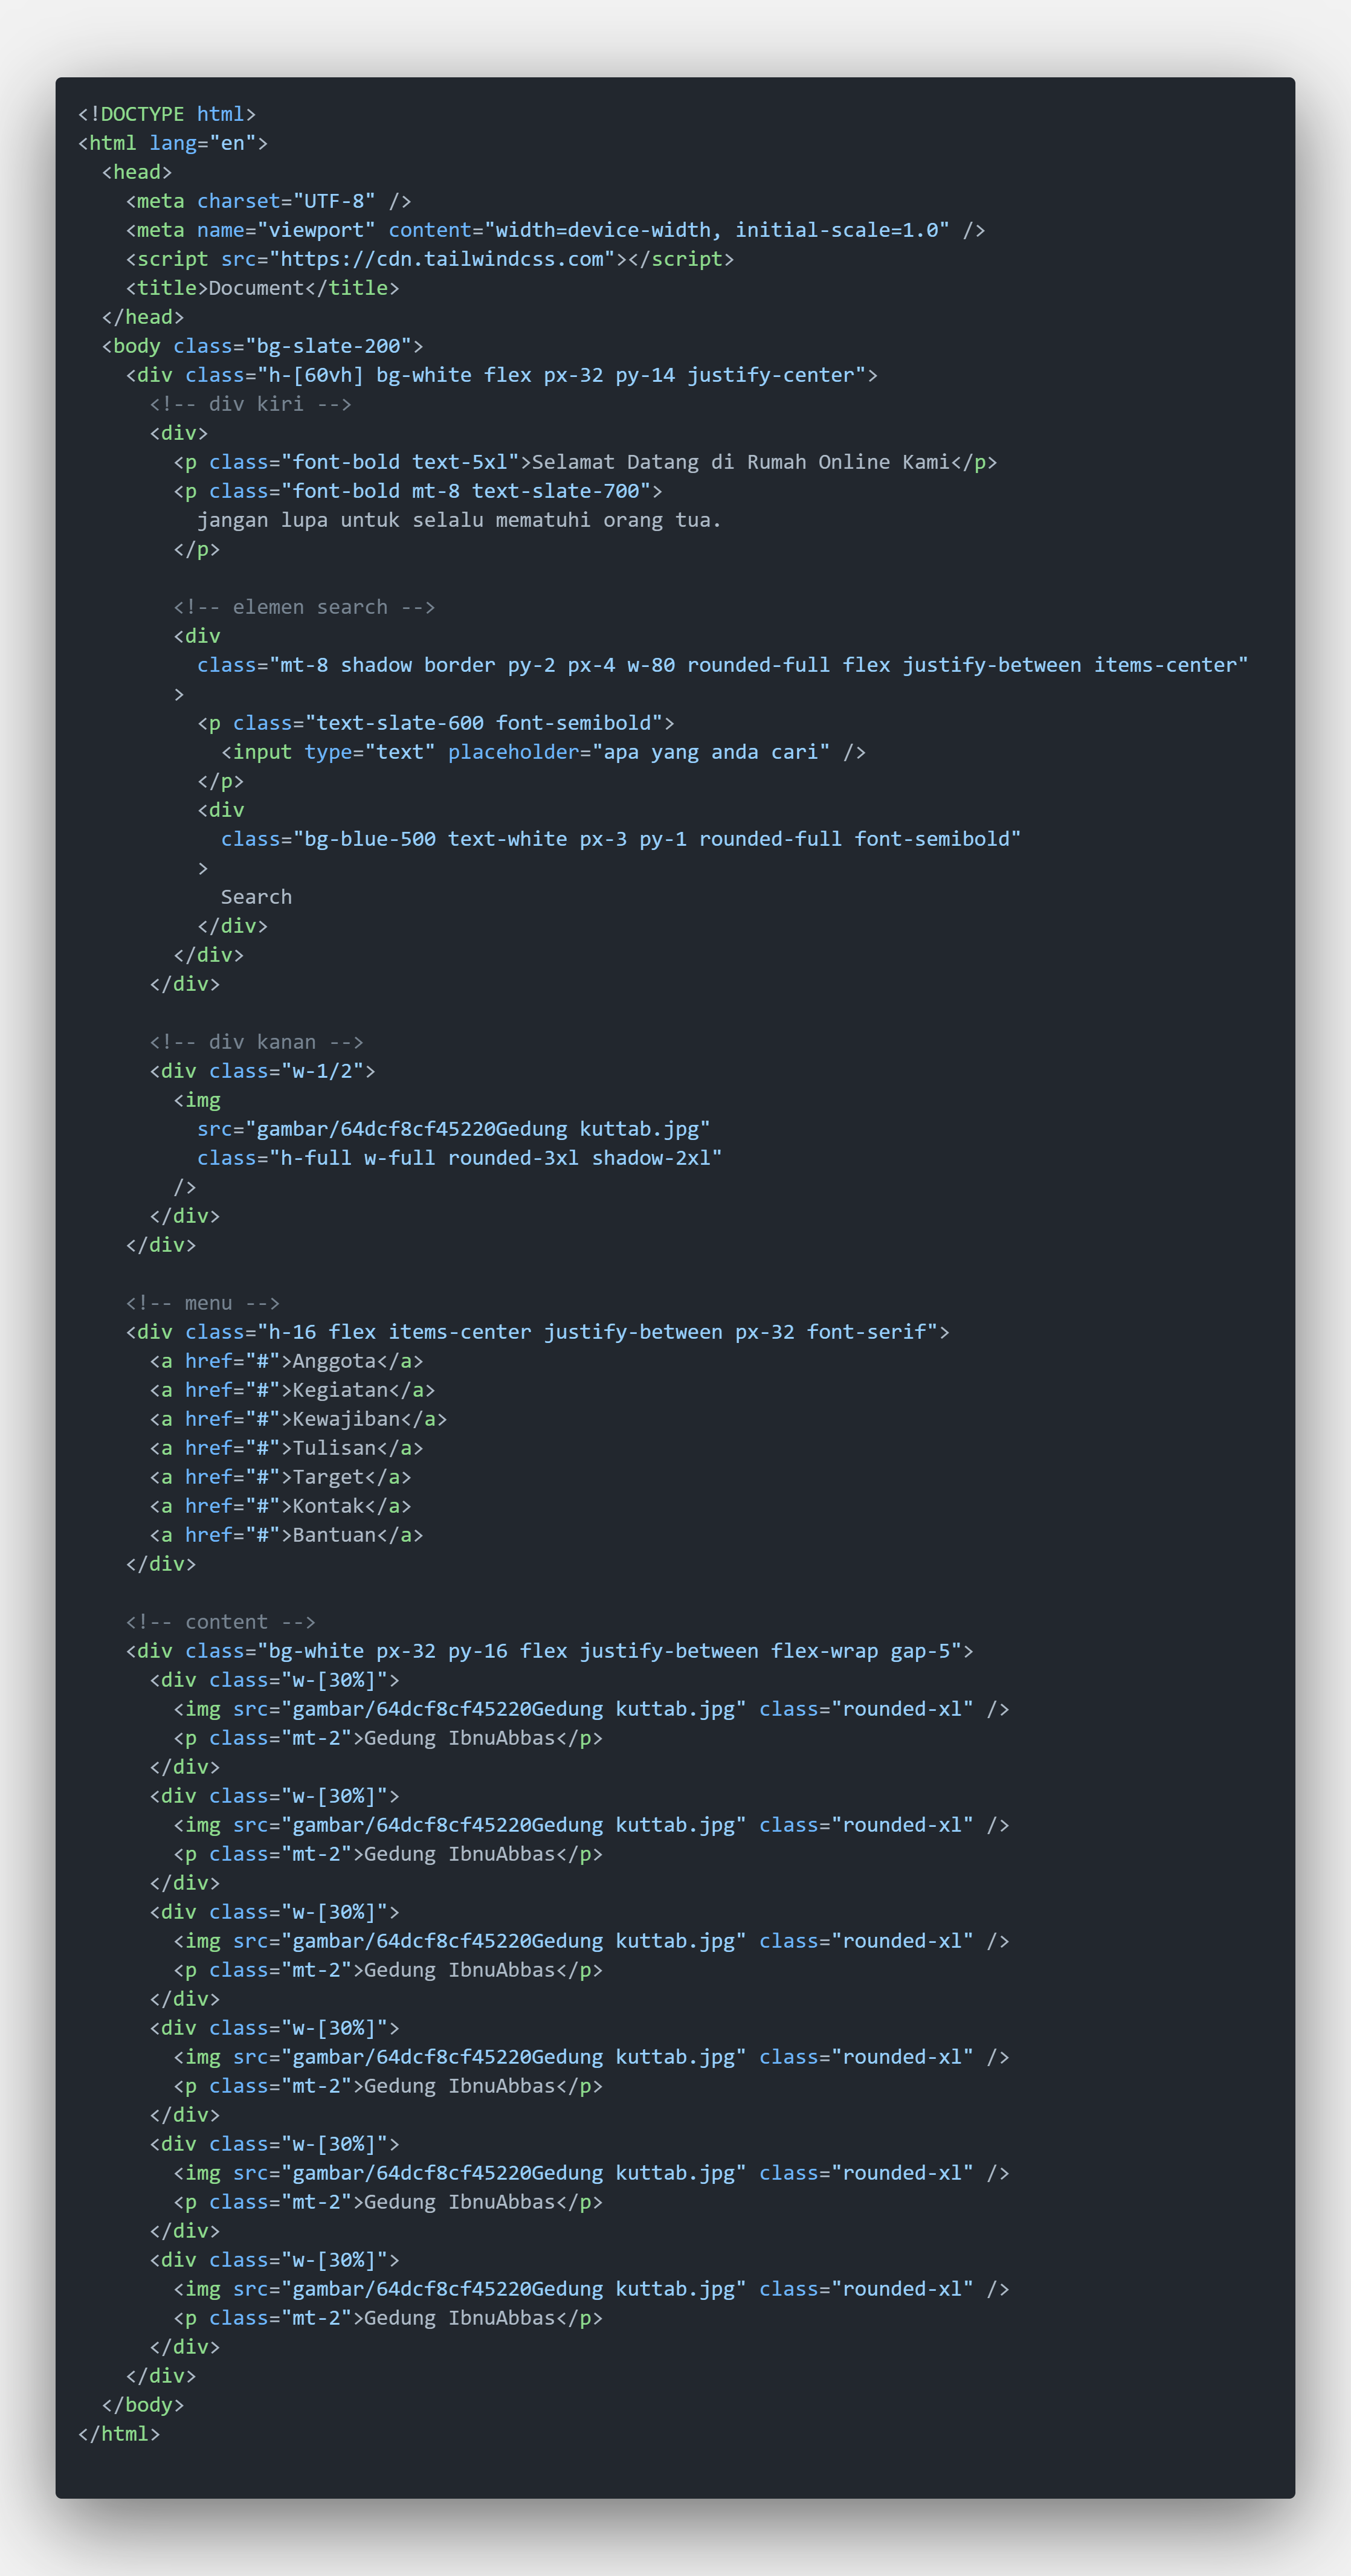 <!DOCTYPE html>
<html lang="en">
  <head>
    <meta charset="UTF-8" />
    <meta name="viewport" content="width=device-width, initial-scale=1.0" />
    <script src="https://cdn.tailwindcss.com"></script>
    <title>Document</title>
  </head>
  <body class="bg-slate-200">
    <div class="h-[60vh] bg-white flex px-32 py-14 justify-center">
      <!-- div kiri -->
      <div>
        <p class="font-bold text-5xl">Selamat Datang di Rumah Online Kami</p>
        <p class="font-bold mt-8 text-slate-700">
          jangan lupa untuk selalu mematuhi orang tua.
        </p>

        <!-- elemen search -->
        <div
          class="mt-8 shadow border py-2 px-4 w-80 rounded-full flex justify-between items-center"
        >
          <p class="text-slate-600 font-semibold">
            <input type="text" placeholder="apa yang anda cari" />
          </p>
          <div
            class="bg-blue-500 text-white px-3 py-1 rounded-full font-semibold"
          >
            Search
          </div>
        </div>
      </div>

      <!-- div kanan -->
      <div class="w-1/2">
        <img
          src="gambar/64dcf8cf45220Gedung kuttab.jpg"
          class="h-full w-full rounded-3xl shadow-2xl"
        />
      </div>
    </div>

    <!-- menu -->
    <div class="h-16 flex items-center justify-between px-32 font-serif">
      <a href="#">Anggota</a>
      <a href="#">Kegiatan</a>
      <a href="#">Kewajiban</a>
      <a href="#">Tulisan</a>
      <a href="#">Target</a>
      <a href="#">Kontak</a>
      <a href="#">Bantuan</a>
    </div>

    <!-- content -->
    <div class="bg-white px-32 py-16 flex justify-between flex-wrap gap-5">
      <div class="w-[30%]">
        <img src="gambar/64dcf8cf45220Gedung kuttab.jpg" class="rounded-xl" />
        <p class="mt-2">Gedung IbnuAbbas</p>
      </div>
      <div class="w-[30%]">
        <img src="gambar/64dcf8cf45220Gedung kuttab.jpg" class="rounded-xl" />
        <p class="mt-2">Gedung IbnuAbbas</p>
      </div>
      <div class="w-[30%]">
        <img src="gambar/64dcf8cf45220Gedung kuttab.jpg" class="rounded-xl" />
        <p class="mt-2">Gedung IbnuAbbas</p>
      </div>
      <div class="w-[30%]">
        <img src="gambar/64dcf8cf45220Gedung kuttab.jpg" class="rounded-xl" />
        <p class="mt-2">Gedung IbnuAbbas</p>
      </div>
      <div class="w-[30%]">
        <img src="gambar/64dcf8cf45220Gedung kuttab.jpg" class="rounded-xl" />
        <p class="mt-2">Gedung IbnuAbbas</p>
      </div>
      <div class="w-[30%]">
        <img src="gambar/64dcf8cf45220Gedung kuttab.jpg" class="rounded-xl" />
        <p class="mt-2">Gedung IbnuAbbas</p>
      </div>
    </div>
  </body>
</html>